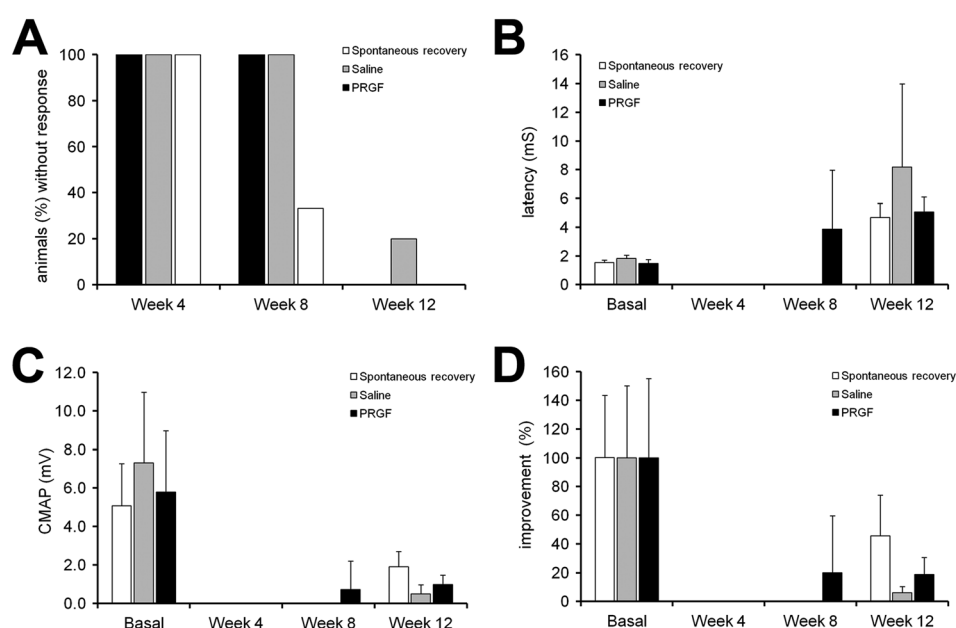 A
Spontaneous recovery
Saline
PRGF
animals (%) without response
100
80
60
40
20
0
Week 4 Week 8 Week 12
B
Spontaneous recovery
Saline
PRGF
latency (mS)
16
14
12
10
8
6
4
2
0
Basal Week 4 Week 8 Week 12
C
Spontaneous recovery
Saline
PRGF
CMAP (mV)
12.0
10.0
8.0
6.0
4.0
2.0
0.0
Basal Week 4 Week 8 Week 12
D
Spontaneous recovery
Saline
PRGF
improvement (%)
160
140
120
100
80
60
40
20
0
Basal Week 4 Week 8 Week 12